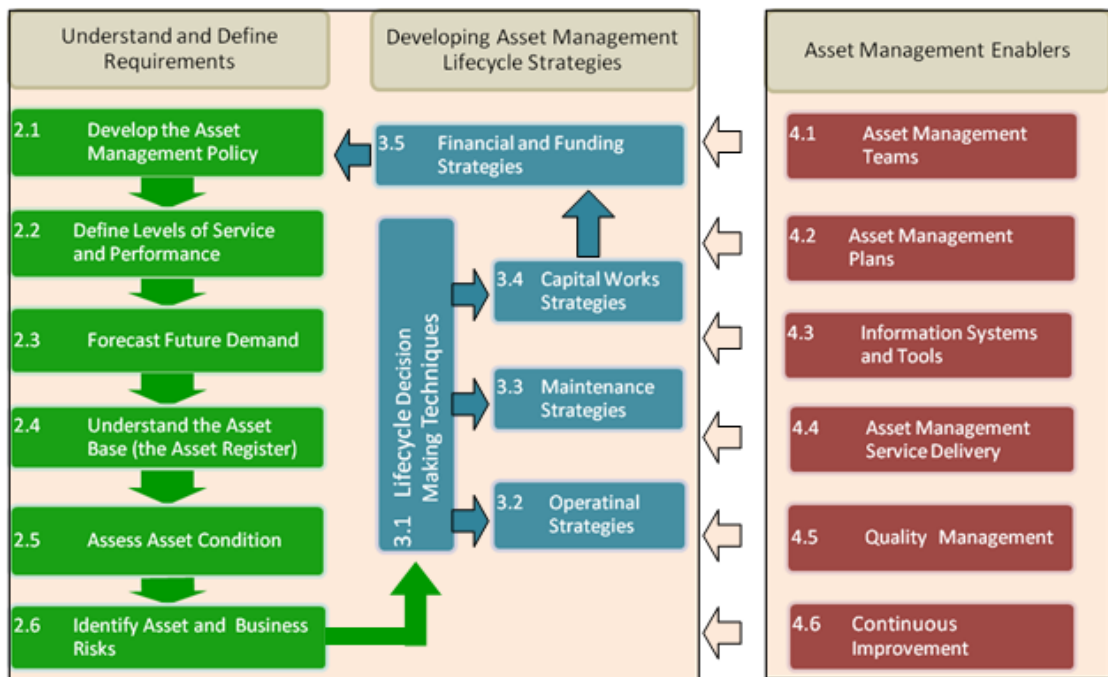 Understand and Define
Requirements
Developing Asset Management
Lifecycle Strategies
Asset Management Enablers
2.1 Develop the Asset
Management Policy
2.2 Define Levels of Service
and Performance
2.3 Forecast Future Demand
2.4 Understand the Asset
Base (the Asset Register)
2.5 Assess Asset Condition
2.6 Identify Asset and Business
Risks
3.5 Financial and Funding
Strategies
3.1 Lifecycle Decision
Making Techniques
3.4 Capital Works
Strategies
3.3 Maintenance
Strategies
3.2 Operatinal
Strategies
4.1 Asset Management
Teams
4.2 Asset Management
Plans
4.3 Information Systems
and Tools
4.4 Asset Management
Service Delivery
4.5 Quality Management
4.6 Continuous
Improvement